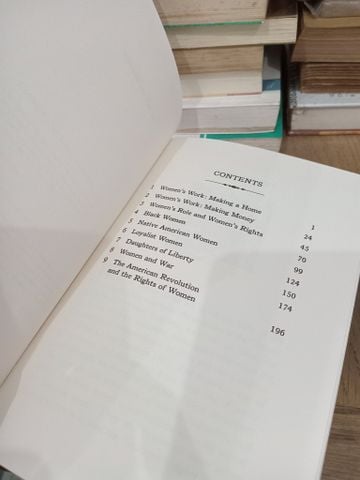 CONTENTS
1 Women's Work: Making a Home 1
2 Women's Work: Making Money 24
3 Women's Role and Women's Rights 45
4 Black Women 70
5 Native American Women 99
6 Loyalist Women 124
7 Daughters of Liberty 150
8 Women and War 174
9 The American Revolution
and the Rights of Women 196